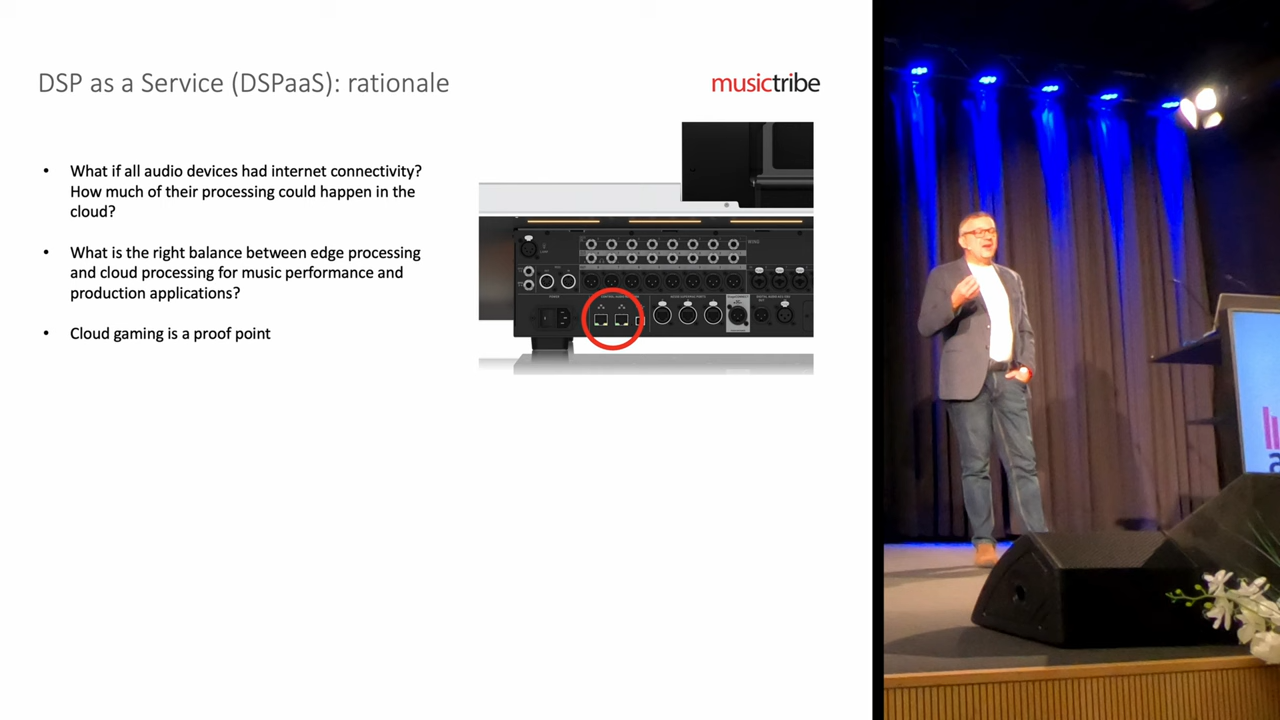 DSP as a Service (DSPaaS): rationale
musictribe
• What if all audio devices had internet connectivity?
How much of their processing could happen in the
cloud?
• What is the right balance between edge processing
and cloud processing for music performance and
production applications?
• Cloud gaming is a proof point